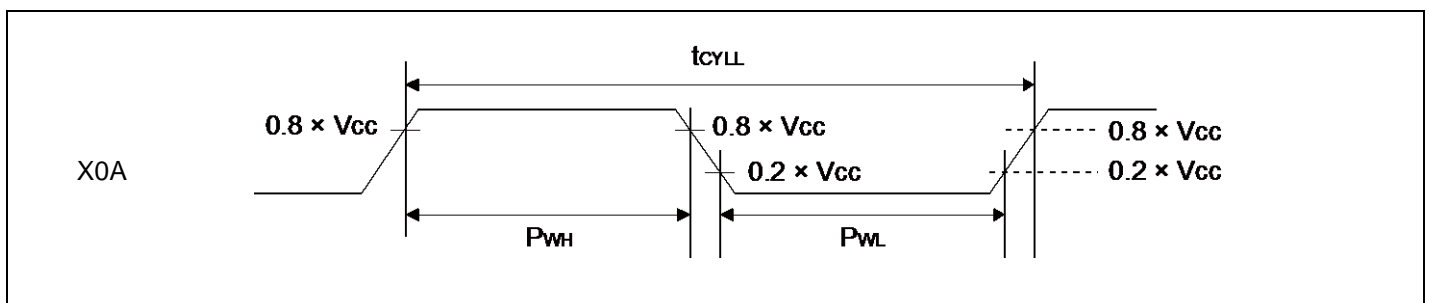 tCYLL
0.8 × Vcc
0.8 × Vcc
0.8 × Vcc
X0A
0.2 × Vcc
0.2 × Vcc
PWH
PWL